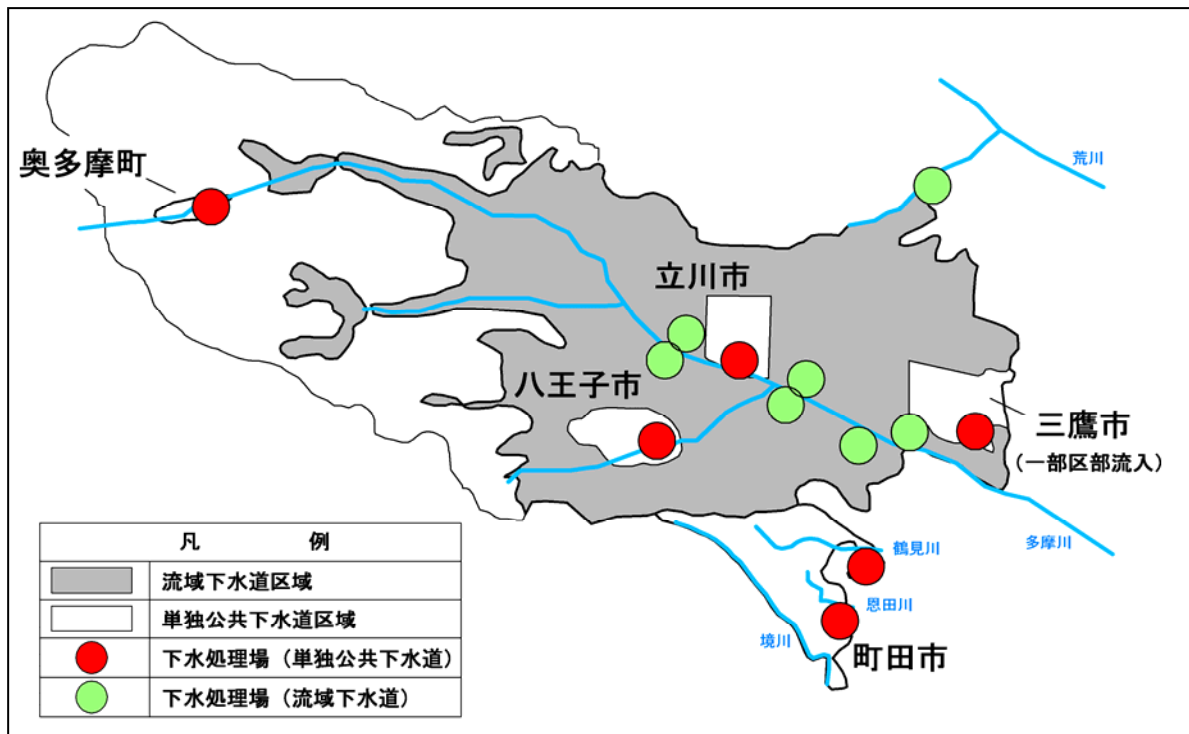 奥多摩町
荒川
立川市
八王子市
三鷹市
(一部区部流入)
鶴見川
多摩川
恩田川
境川
町田市
凡 例
流域下水道区域
単独公共下水道区域
下水処理場(単独公共下水道)
下水処理場(流域下水道)